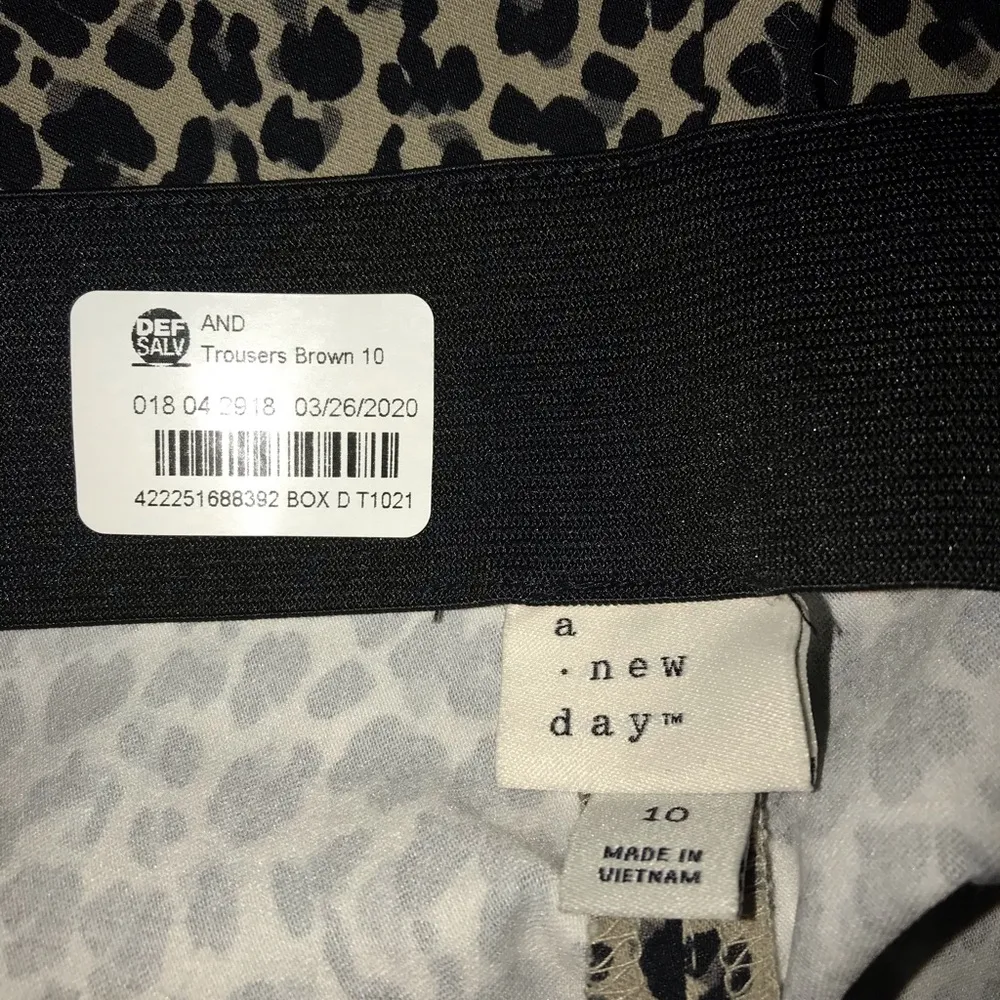 DEF
SALV
AND
Trousers Brown 10
018 04 2918 03/26/2020
422251688392 BOX D T1021
a
· new
day™
10
MADE IN
VIETNAM